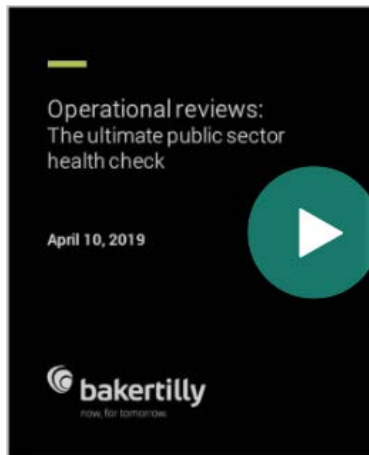 Operational reviews:
The ultimate public sector
health check
April 10, 2019
bakertilly
now, for tomorrow.